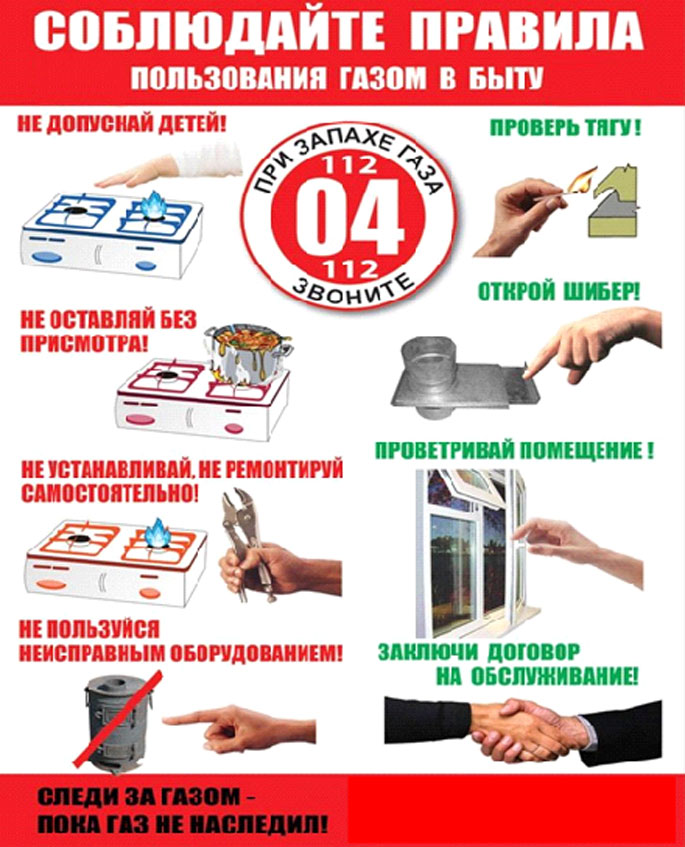 СОБЛЮДАЙТЕ ПРАВИЛА
ПОЛЬЗОВАНИЯ ГАЗОМ В БЫТУ
НЕ ДОПУСКАЙ ДЕТЕЙ!
ПРИ ЗАПАХЕ ГАЗА
112
04
112
ЗВОНИТЕ
ПРОВЕРЬ ТЯГУ!
ОТКРОЙ ШИБЕР!
НЕ ОСТАВЛЯЙ БЕЗ
ПРИСМОТРА!
ПРОВЕТРИВАЙ ПОМЕЩЕНИЕ!
НЕ УСТАНАВЛИВАЙ, НЕ РЕМОНТИРУЙ
САМОСТОЯТЕЛЬНО!
НЕ ПОЛЬЗУЙСЯ
НЕИСПРАВНЫМ ОБОРУДОВАНИЕМ!
ЗАКЛЮЧИ ДОГОВОР
НА ОБСЛУЖИВАНИЕ!
СЛЕДИ ЗА ГАЗОМ -
ПОКА ГАЗ НЕ НАСЛЕДИЛ!